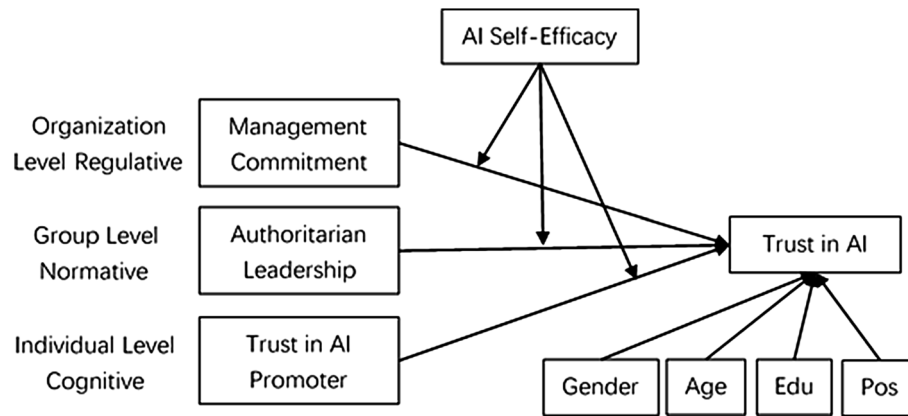 AI Self-Efficacy
Organization
Level Regulative
Management
Commitment
Group Level
Normative
Authoritarian
Leadership
Trust in AI
Individual Level
Cognitive
Trust in AI
Promoter
Gender
Age
Edu
Pos